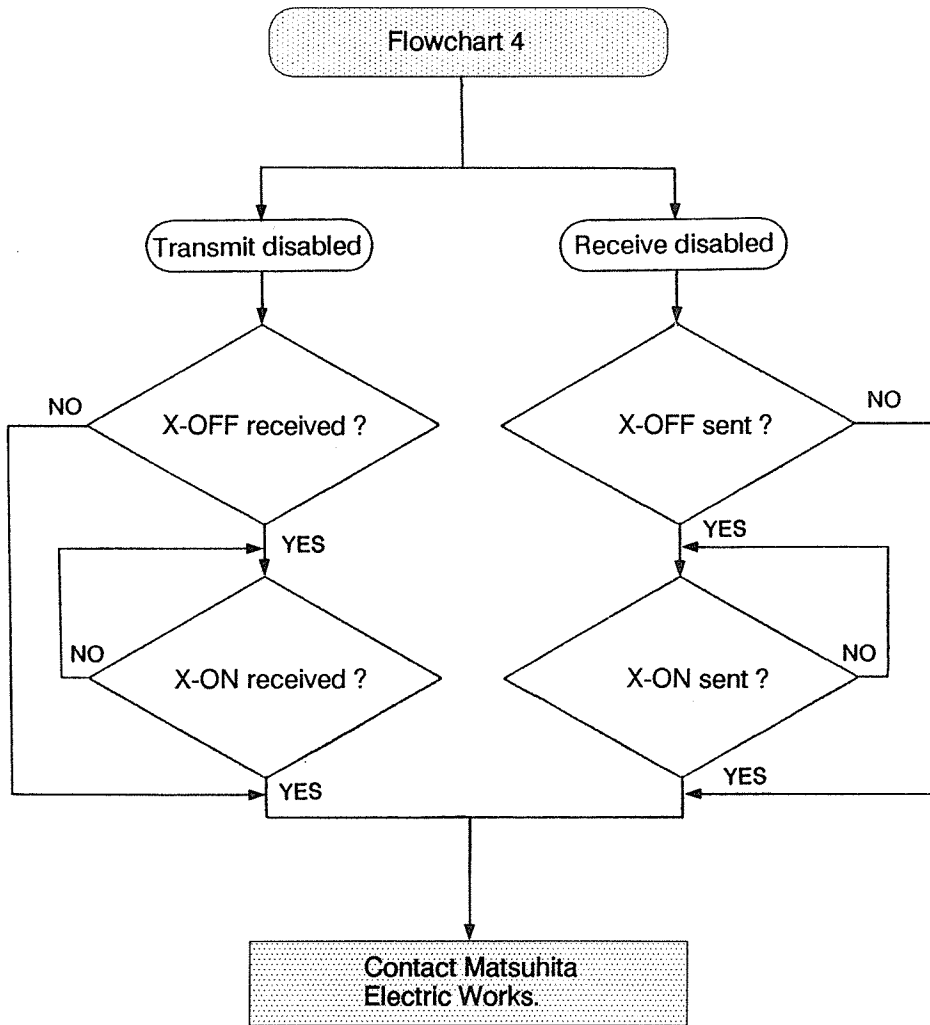 Flowchart 4
Transmit disabled
Receive disabled
NO
X-OFF received ?
X-OFF sent ?
NO
YES
YES
NO
X-ON received ?
X-ON sent ?
NO
YES
YES
Contact Matsuhita
Electric Works.